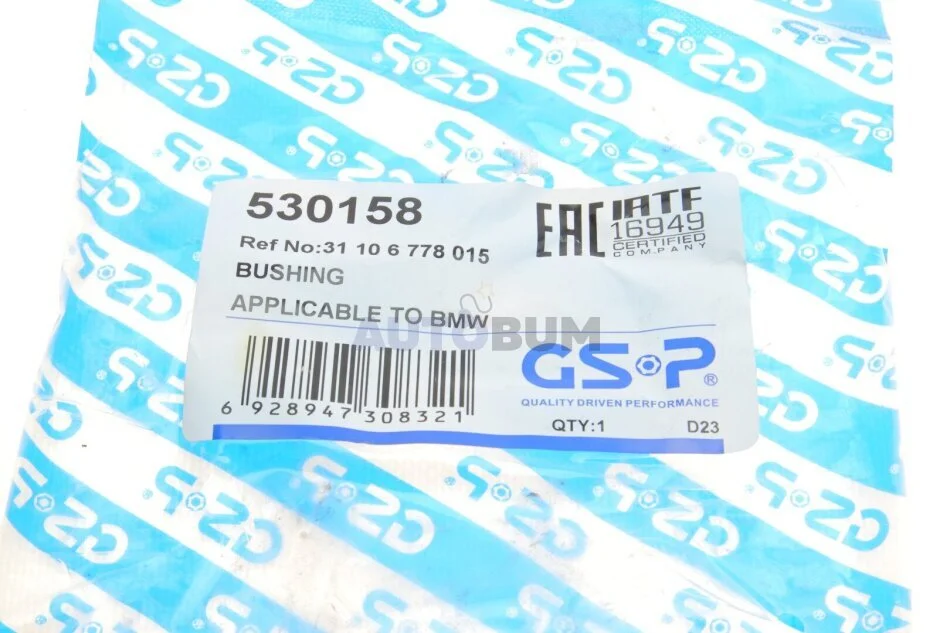 530158
Ref No:31 10 6 778 015
BUSHING
APPLICABLE TO BMW
EAC
IATF
16949
CERTIFIED
COMPANY
AUTOBUM
GSP®
QUALITY DRIVEN PERFORMANCE
6 928947 308321
QTY:1 D23